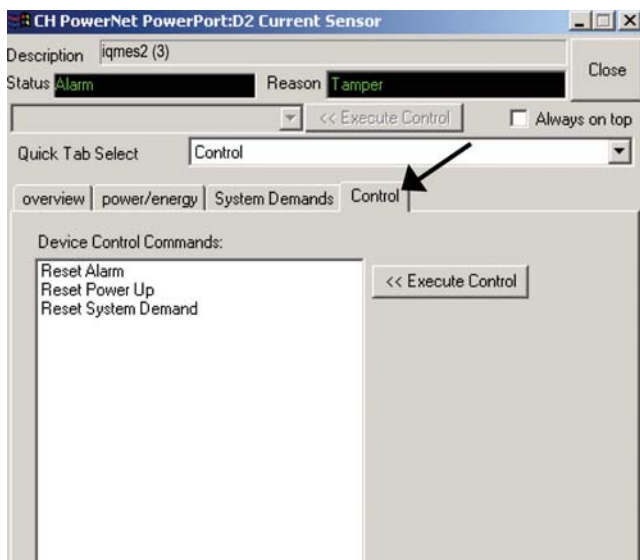 CH PowerNet PowerPort:D2 Current Sensor
Description iqmes2 (3)
Close
Status Alarm Reason Tamper
<< Execute Control Always on top
Quick Tab Select Control
overview power/energy System Demands Control
Device Control Commands:
Reset Alarm
<< Execute Control
Reset Power Up
Reset System Demand